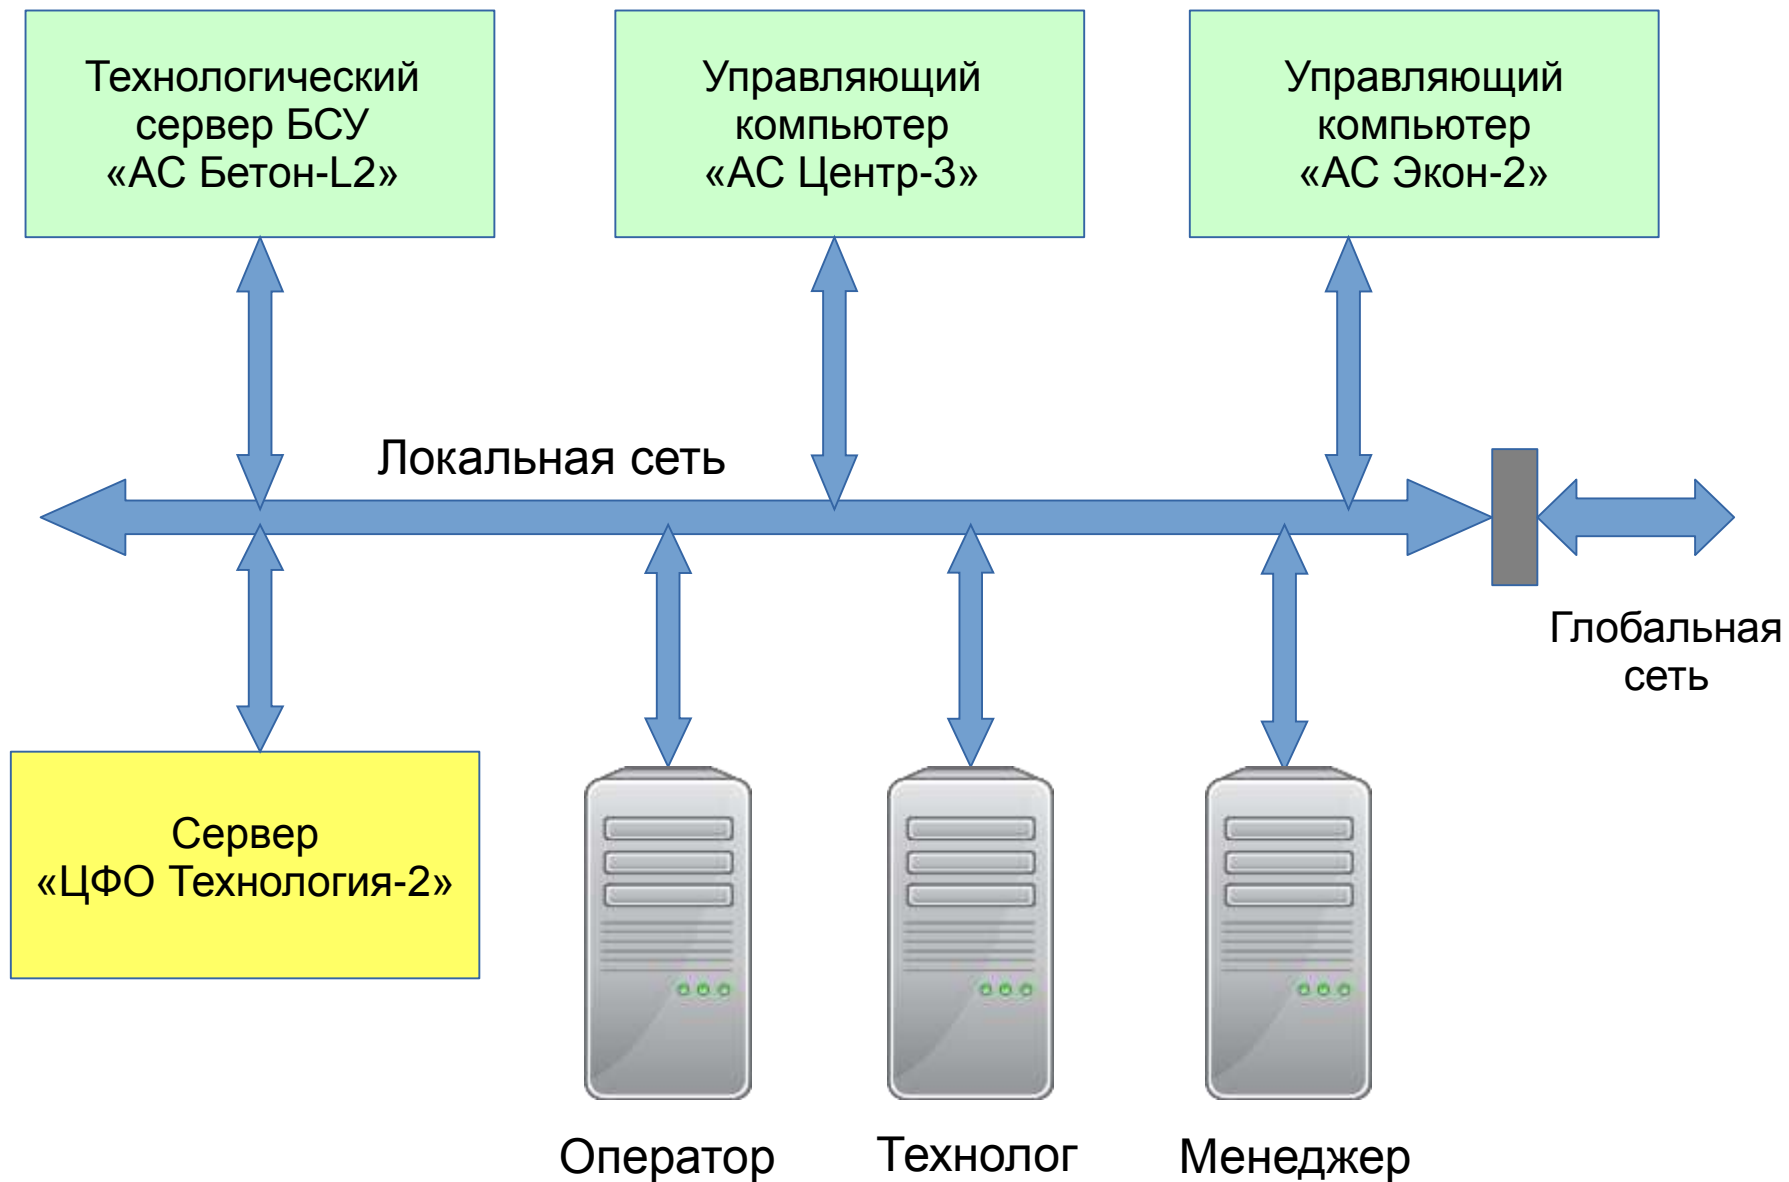 Технологический
сервер БСУ
«АС Бетон-L2»
Управляющий
компьютер
«АС Центр-3»
Управляющий
компьютер
«АС Экон-2»
Локальная сеть
Глобальная
сеть
Сервер
«ЦФО Технология-2»
Оператор
Технолог
Менеджер